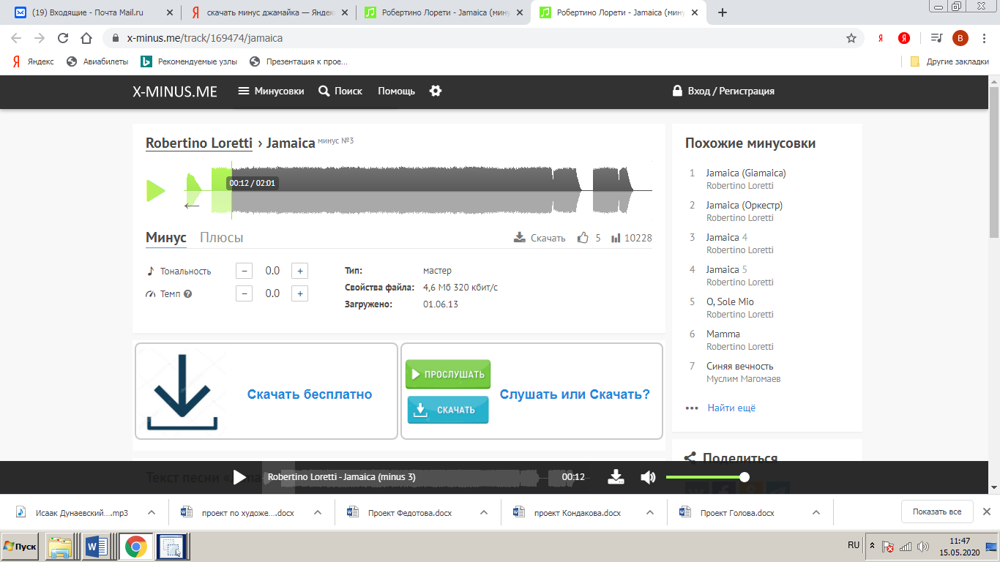 (19) Входящие - Почта Mail.ru
скачать минус джамайка — Яндек
Робертино Лорети - Jamaica (мину
Робертино Лорети - Jamaica (мину
x-minus.me/track/169474/jamaica
Я
Я
В
Я Яндекс
Авиабилеты
Рекомендуемые узлы
Презентация к прое...
Другие закладки
X-MINUS.ME
Минусовки
Поиск
Помощь
Вход / Регистрация
Robertino Loretti › Jamaica минус №3
00:12 / 02:01
Минус
Плюсы
Скачать
5
10228
Тональность
− 0.0 +
Темп
− 0.0 +
Тип: мастер
Свойства файла: 4,6 Мб 320 кбит/с
Загружено: 01.06.13
Скачать бесплатно
ПРОСЛУШАТЬ
СКАЧАТЬ
Слушать или Скачать?
Похожие минусовки
1 Jamaica (Giamaica)
Robertino Loretti
2 Jamaica (Оркестр)
Robertino Loretti
3 Jamaica 4
Robertino Loretti
4 Jamaica 5
Robertino Loretti
5 O, Sole Mio
Robertino Loretti
6 Mamma
Robertino Loretti
7 Синяя вечность
Муслим Магомаев
Найти ещё
Поделиться
Текст песни
Robertino Loretti - Jamaica (minus 3)
00:12
Исаак Дунаевский....mp3
проект по художе....docx
Проект Федотова.docx
проект Кондакова.docx
Проект Голова.docx
Показать все
Пуск
RU
11:47
15.05.2020